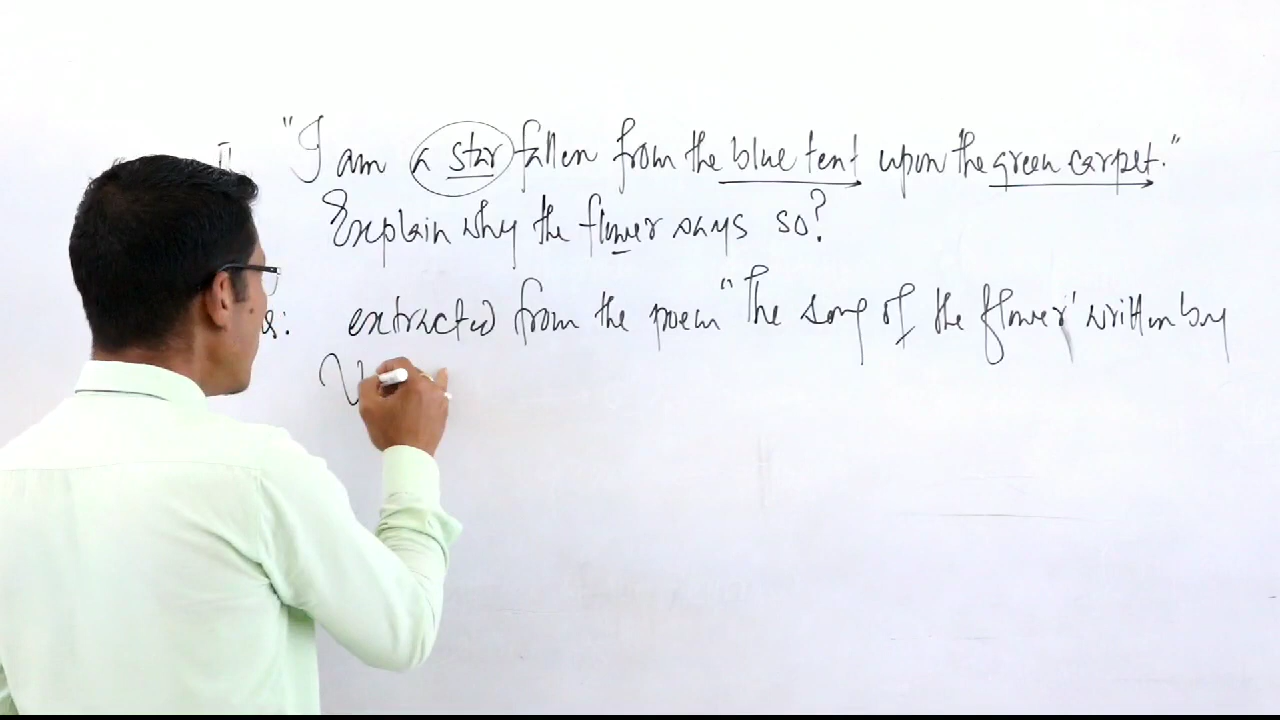 "I am a star fallen from the blue tent upon the green carpet."
Explain why the flower says so?
extracted from the poem "The song of the flower' written by